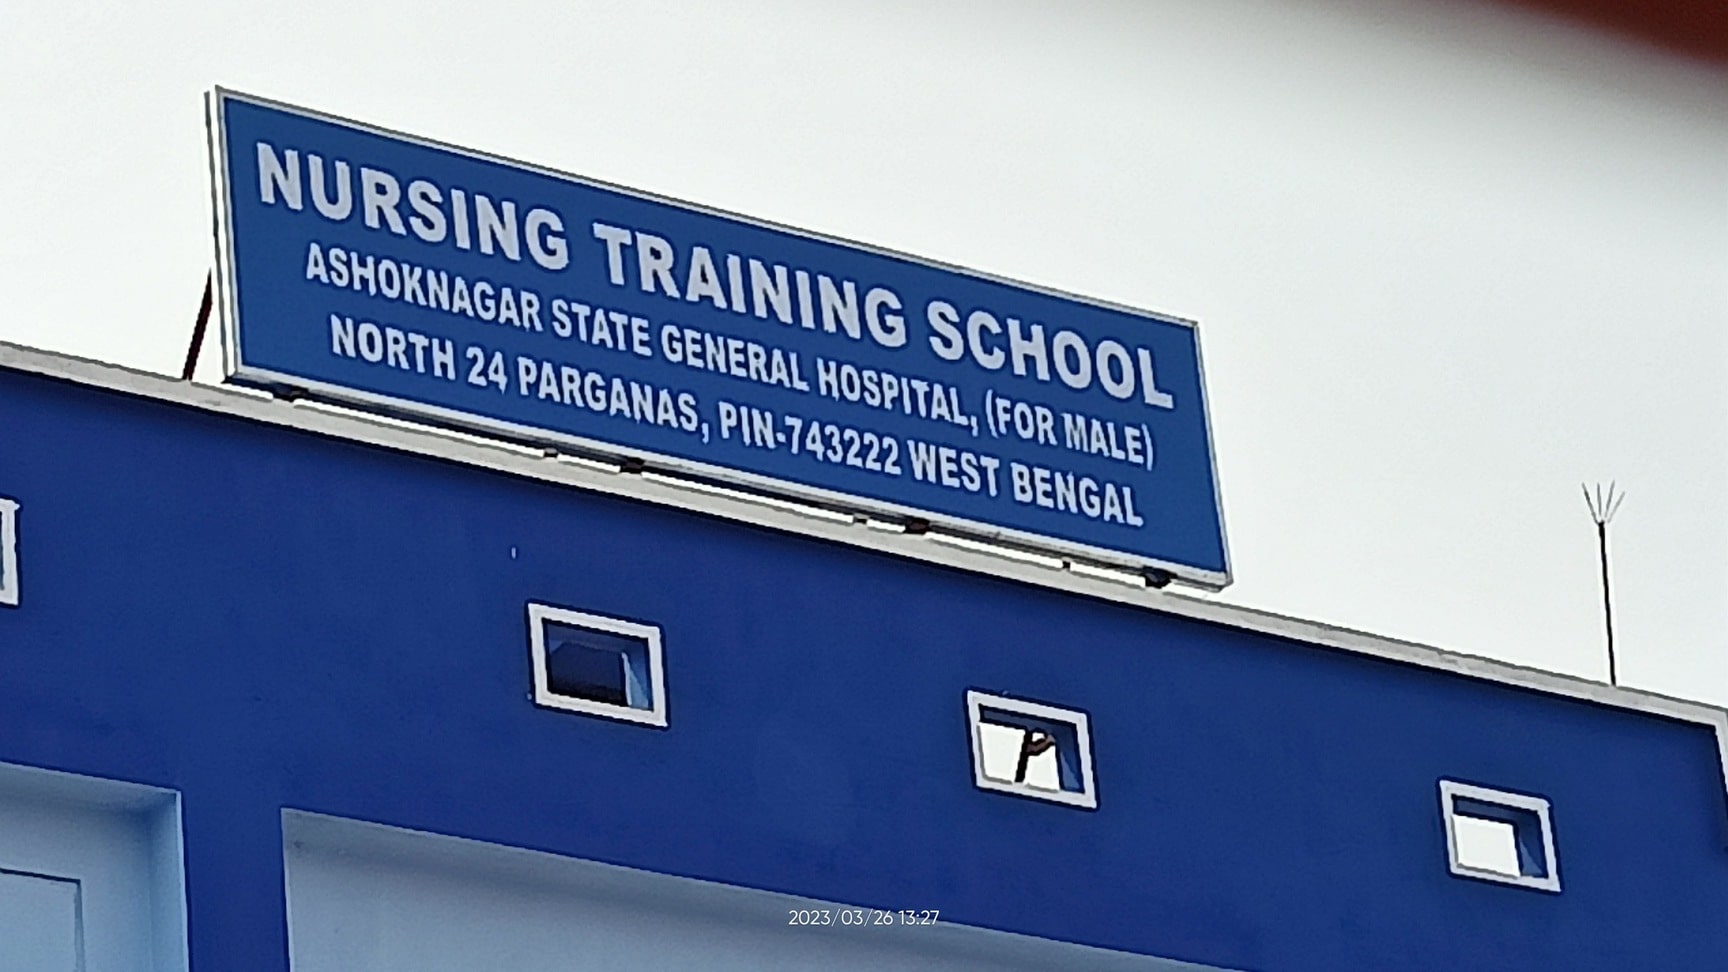 NURSING TRAINING SCHOOL
ASHOKNAGAR STATE GENERAL HOSPITAL, (FOR MALE)
NORTH 24 PARGANAS, PIN-743222 WEST BENGAL
2023/03/26 13:27